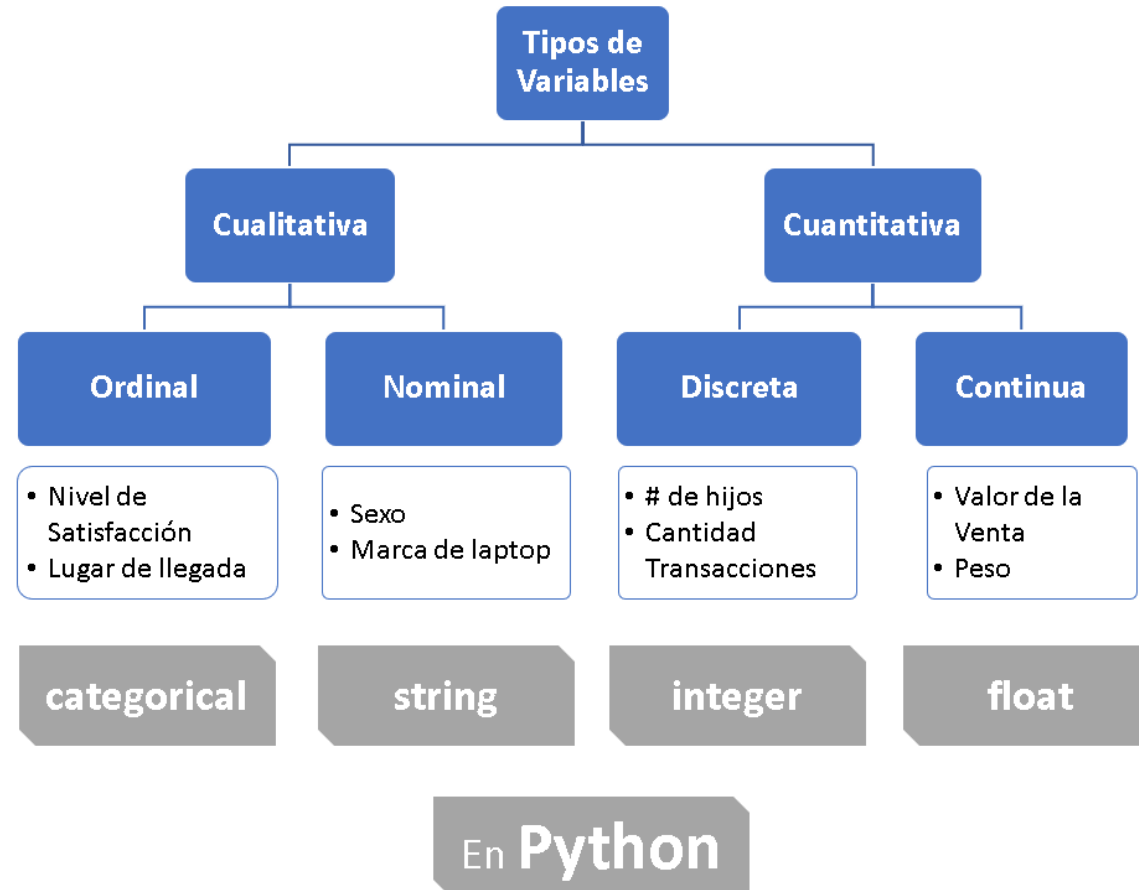 Tipos de
Variables
Cualitativa
Cuantitativa
Ordinal
Nominal
Discreta
Continua
• Nivel de
Satisfacción
• Lugar de llegada
• Sexo
• Marca de laptop
• # de hijos
• Cantidad
Transacciones
• Valor de la
Venta
• Peso
categorical
string
integer
float
En Python